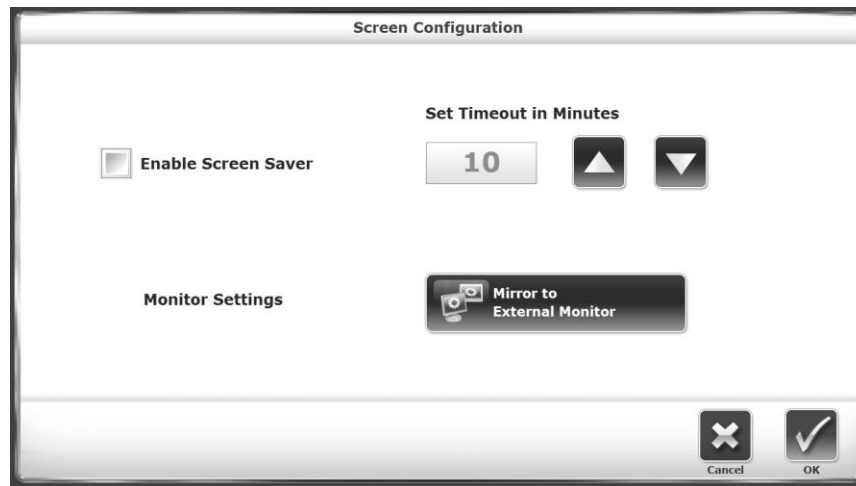 Screen Configuration
Set Timeout in Minutes
Enable Screen Saver
10
Monitor Settings
Mirror to
External Monitor
Cancel
OK